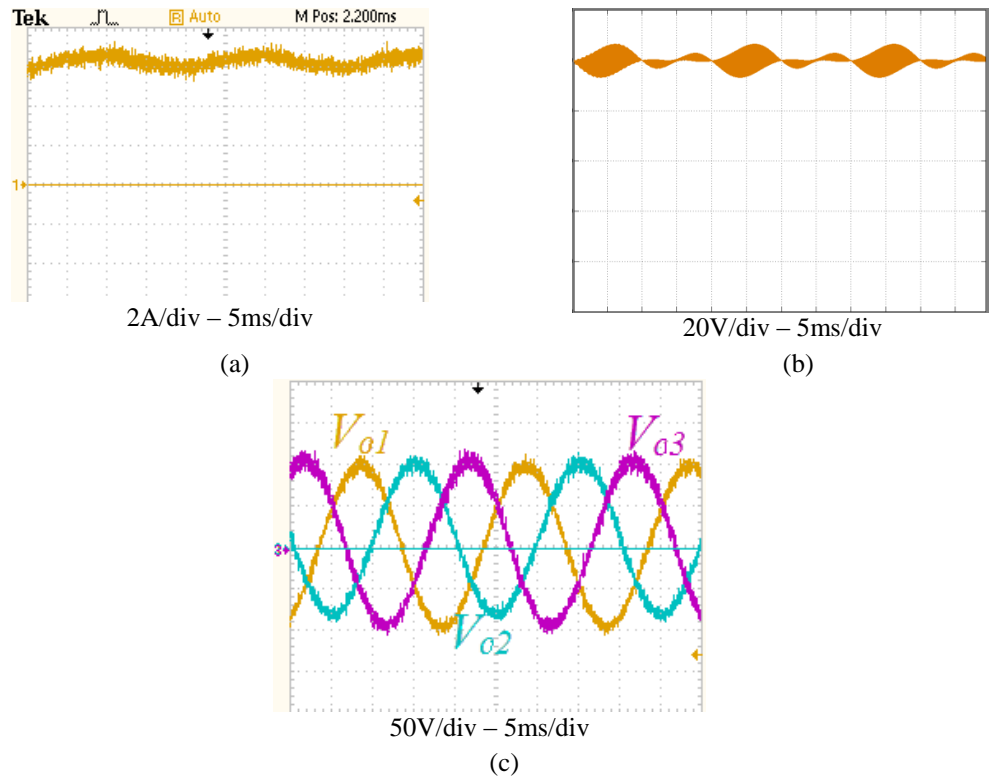 Tek R Auto M Pos: 2.200ms
1
2A/div – 5ms/div
(a)
20V/div – 5ms/div
(b)
Vo1
Vo3
3
Vo2
50V/div – 5ms/div
(c)